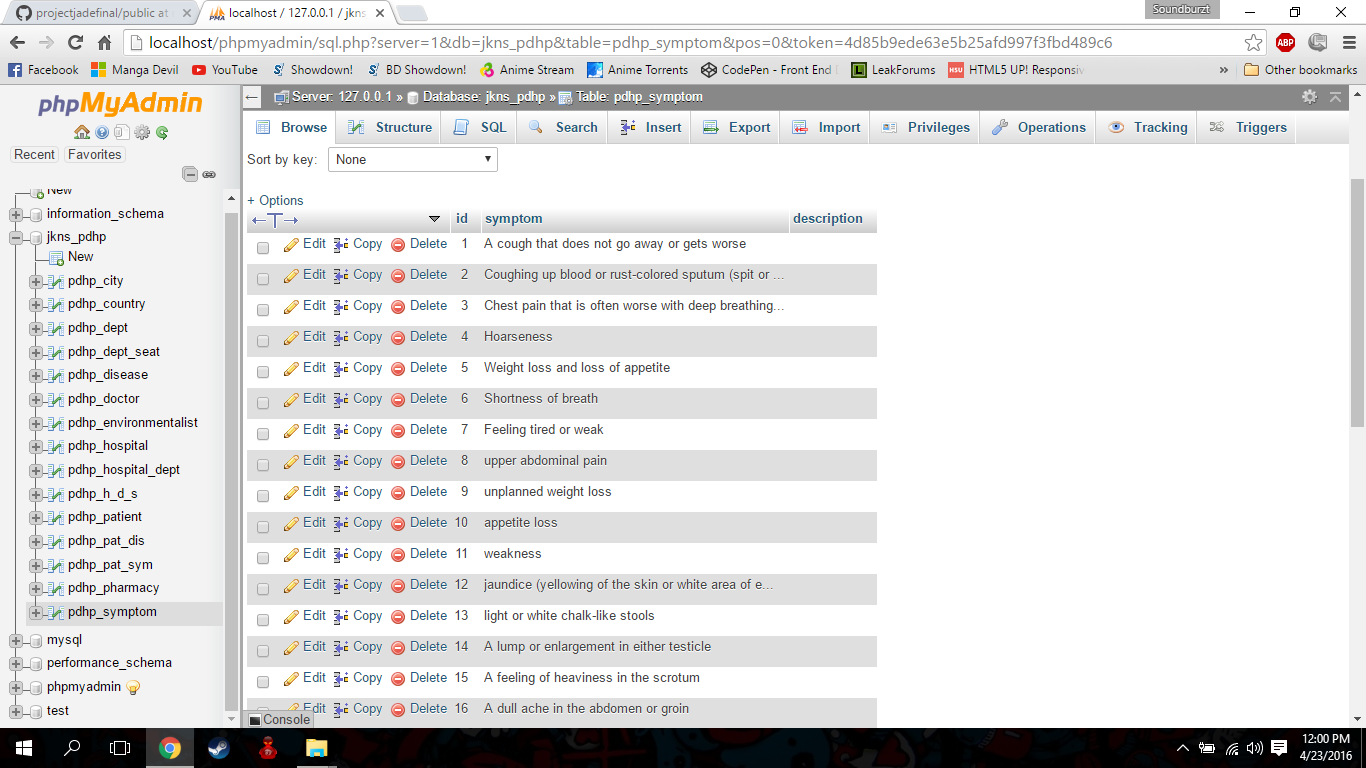 projectjadefinal/public at
localhost / 127.0.0.1 / jkns
Soundburzt
localhost/phpmyadmin/sql.php?server=1&db=jkns_pdhp&table=pdhp_symptom&pos=0&token=4d85b9ede63e5b25afd997f3fbd489c6
ABP
Facebook Manga Devil YouTube Showdown! BD Showdown! Anime Stream Anime Torrents CodePen - Front End LeakForums HTML5 UP! Responsiv » Other bookmarks
phpMyAdmin
Recent Favorites
New
information_schema
jkns_pdhp
New
pdhp_city
pdhp_country
pdhp_dept
pdhp_dept_seat
pdhp_disease
pdhp_doctor
pdhp_environmentalist
pdhp_hospital
pdhp_hospital_dept
pdhp_h_d_s
pdhp_patient
pdhp_pat_dis
pdhp_pat_sym
pdhp_pharmacy
pdhp_symptom
mysql
performance_schema
phpmyadmin
test
Server: 127.0.0.1 » Database: jkns_pdhp » Table: pdhp_symptom
Browse Structure SQL Search Insert Export Import Privileges Operations Tracking Triggers
Sort by key: None
+ Options
←T→ id symptom description
Edit Copy Delete 1 A cough that does not go away or gets worse
Edit Copy Delete 2 Coughing up blood or rust-colored sputum (spit or ...
Edit Copy Delete 3 Chest pain that is often worse with deep breathing...
Edit Copy Delete 4 Hoarseness
Edit Copy Delete 5 Weight loss and loss of appetite
Edit Copy Delete 6 Shortness of breath
Edit Copy Delete 7 Feeling tired or weak
Edit Copy Delete 8 upper abdominal pain
Edit Copy Delete 9 unplanned weight loss
Edit Copy Delete 10 appetite loss
Edit Copy Delete 11 weakness
Edit Copy Delete 12 jaundice (yellowing of the skin or white area of e...
Edit Copy Delete 13 light or white chalk-like stools
Edit Copy Delete 14 A lump or enlargement in either testicle
Edit Copy Delete 15 A feeling of heaviness in the scrotum
Edit Copy Delete 16 A dull ache in the abdomen or groin
Console
12:00 PM
4/23/2016